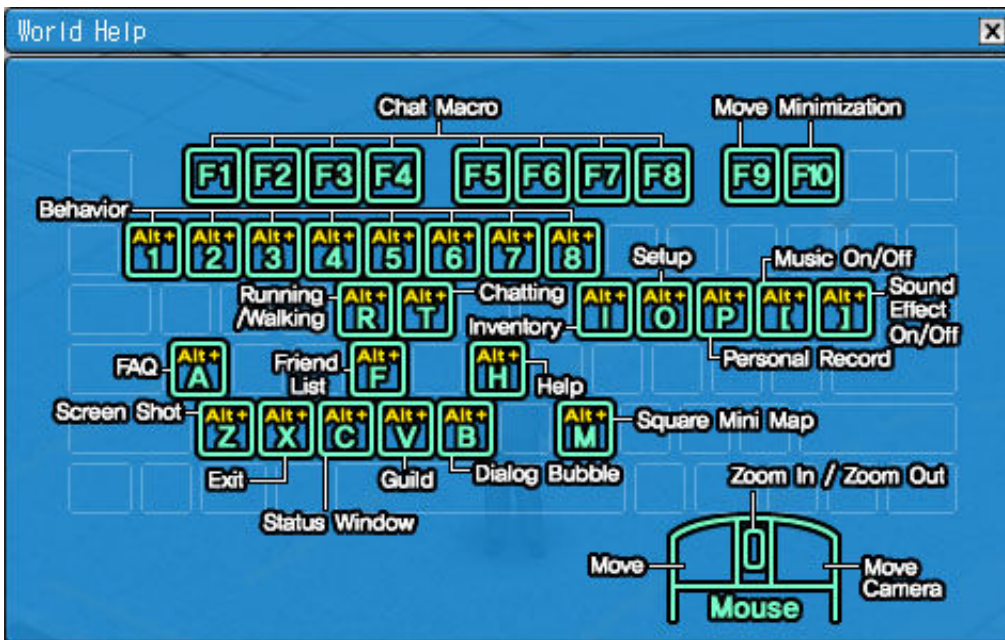 World Help
Chat Macro
Move Minimization
F1 F2 F3 F4 F5 F6 F7 F8 F9 F10
Behavior
Alt+ 1 Alt+ 2 Alt+ 3 Alt+ 4 Alt+ 5 Alt+ 6 Alt+ 7 Alt+ 8
Setup
Music On/Off
Running
/Walking
Alt+ R Alt+ T
Chatting
Inventory
Alt+ I Alt+ O Alt+ P Alt+ [ Alt+ ]
Sound
Effect
On/Off
Personal Record
FAQ
Alt+ A
Friend
List
Alt+ F
Alt+ H
Help
Screen Shot
Alt+ Z Alt+ X Alt+ C Alt+ V Alt+ B Alt+ M
Square Mini Map
Exit
Status Window
Guild
Dialog Bubble
Zoom In / Zoom Out
Move
Move
Camera
Mouse